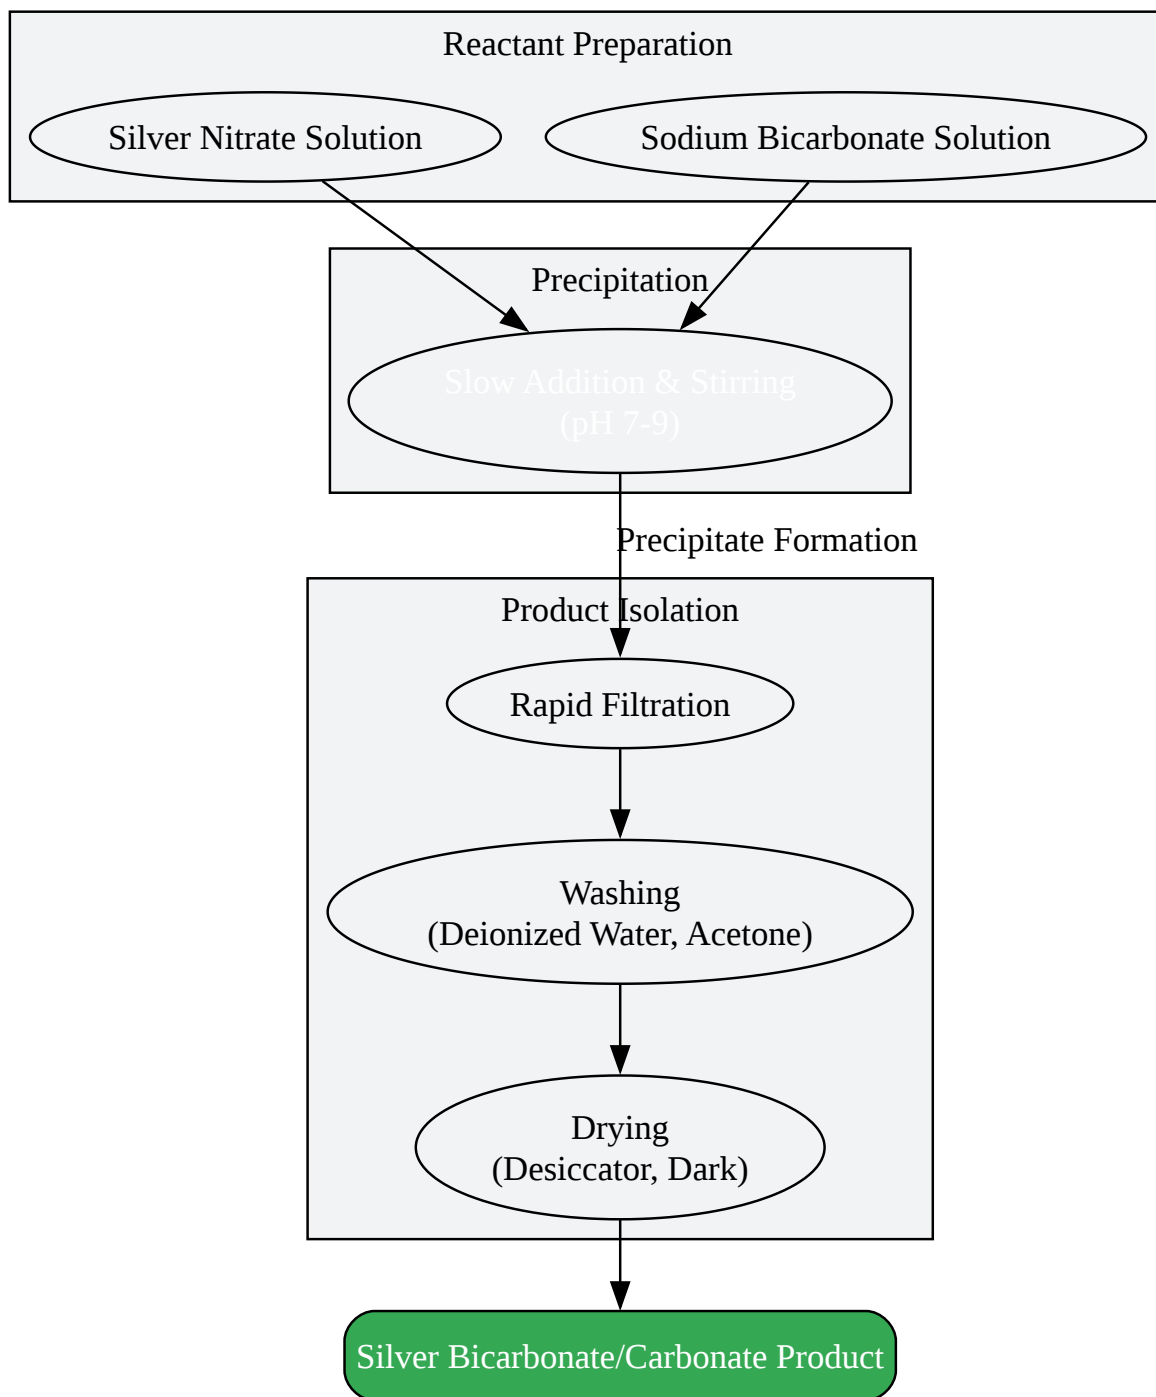 Reactant Preparation
Silver Nitrate Solution
Sodium Bicarbonate Solution
Precipitation
Slow Addition & Stirring
(pH 7-9)
Precipitate Formation
Product Isolation
Rapid Filtration
Washing
(Deionized Water, Acetone)
Drying
(Desiccator, Dark)
Silver Bicarbonate/Carbonate Product